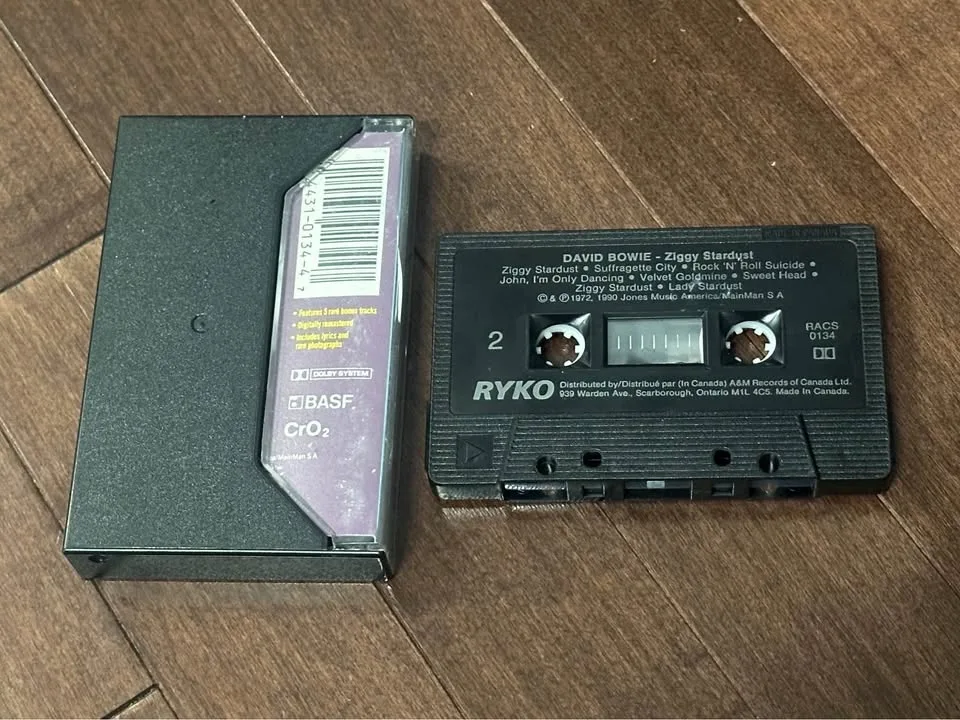 4431-0134-4 7
• Features 5 rare bonus tracks
• Digitally remastered
• Includes lyrics and
rare photographs
DOLBY SYSTEM
BASF
CrO2
/MainMan S A
DAVID BOWIE - Ziggy Stardust
Ziggy Stardust • Suffragette City • Rock 'N' Roll Suicide •
John, I'm Only Dancing • Velvet Goldmine • Sweet Head •
Ziggy Stardust • Lady Stardust
© & ℗ 1972, 1990 Jones Music America/MainMan S A
2
RACS
0134
RYKO
Distributed by/Distribué par (In Canada) A&M Records of Canada Ltd.
939 Warden Ave., Scarborough, Ontario M1L 4C5. Made In Canada.